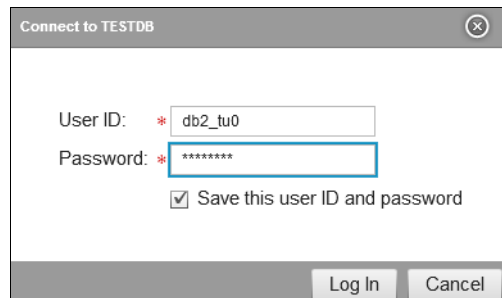 Connect to TESTDB
User ID: * db2_tu0
Password: * ********
Save this user ID and password
Log In Cancel